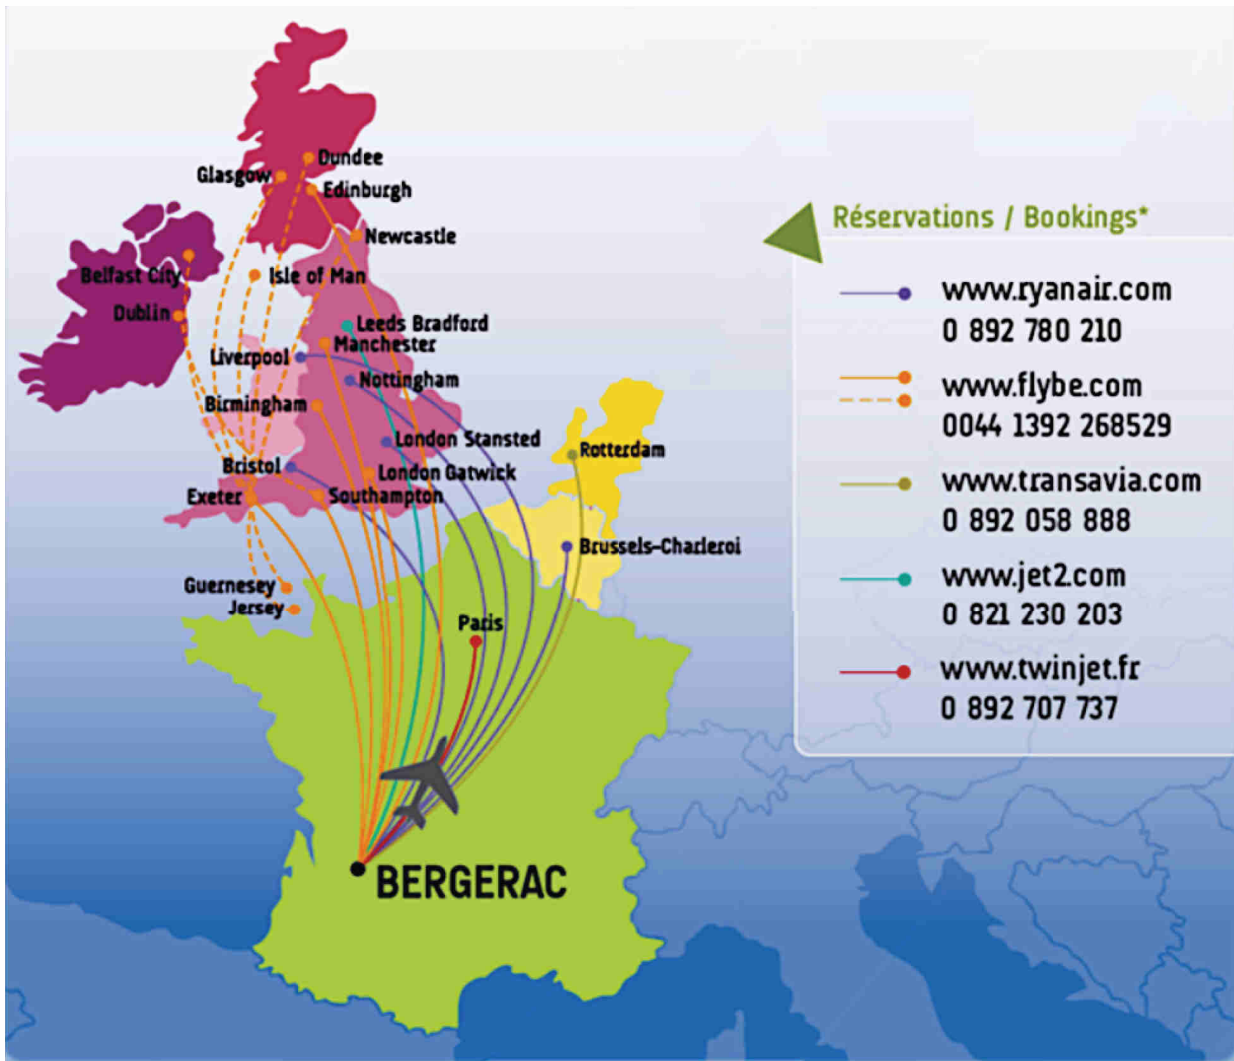 Dundee
Glasgow
Edinburgh
Newcastle
Belfast City
Isle of Man
Dublin
Leeds Bradford
Manchester
Liverpool
Nottingham
Birmingham
London Stansted
Rotterdam
Bristol
London Gatwick
Exeter
Southampton
Brussels-Charleroi
Guernesey
Jersey
Paris
BERGERAC
Réservations / Bookings*
www.ryanair.com
0 892 780 210
www.flybe.com
0044 1392 268529
www.transavia.com
0 892 058 888
www.jet2.com
0 821 230 203
www.twinjet.fr
0 892 707 737